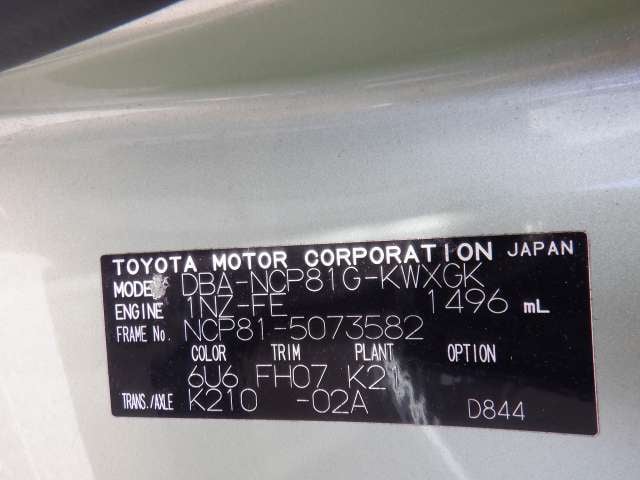 TOYOTA MOTOR CORPORATION JAPAN
MODEL DBA-NCP81G-KWXGK
ENGINE 1NZ-FE 1496 mL
FRAME No. NCP81-5073582
COLOR TRIM PLANT OPTION
6U6 FH07 K21
TRANS./AXLE K210 -02A D844